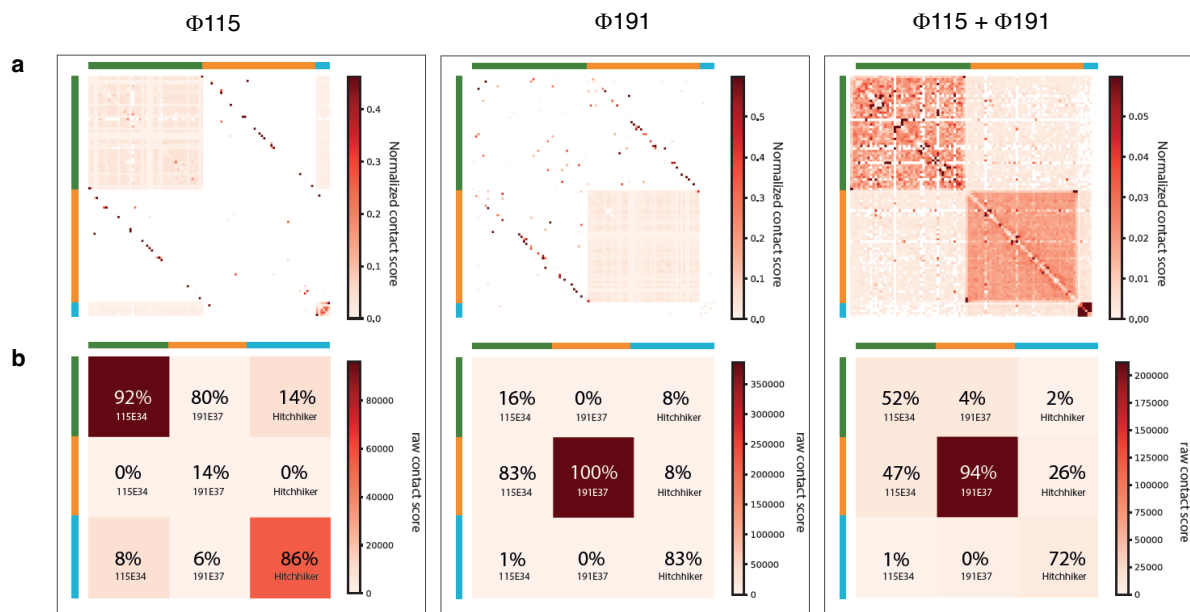 Φ115
Φ191
Φ115 + Φ191
a
0.4
0.3
0.2
0.1
0.0
Normalized contact score
0.5
0.4
0.3
0.2
0.1
0.0
Normalized contact score
0.05
0.04
0.03
0.02
0.01
0.00
Normalized contact score
b
92% 80% 14%
115E34 191E37 Hitchhiker
0% 14% 0%
115E34 191E37 Hitchhiker
8% 6% 86%
115E34 191E37 Hitchhiker
80000
60000
40000
20000
0
raw contact score
16% 0% 8%
115E34 191E37 Hitchhiker
83% 100% 8%
115E34 191E37 Hitchhiker
1% 0% 83%
115E34 191E37 Hitchhiker
350000
300000
250000
200000
150000
100000
50000
0
raw contact score
52% 4% 2%
115E34 191E37 Hitchhiker
47% 94% 26%
115E34 191E37 Hitchhiker
1% 0% 72%
115E34 191E37 Hitchhiker
200000
175000
150000
125000
100000
75000
50000
25000
0
raw contact score